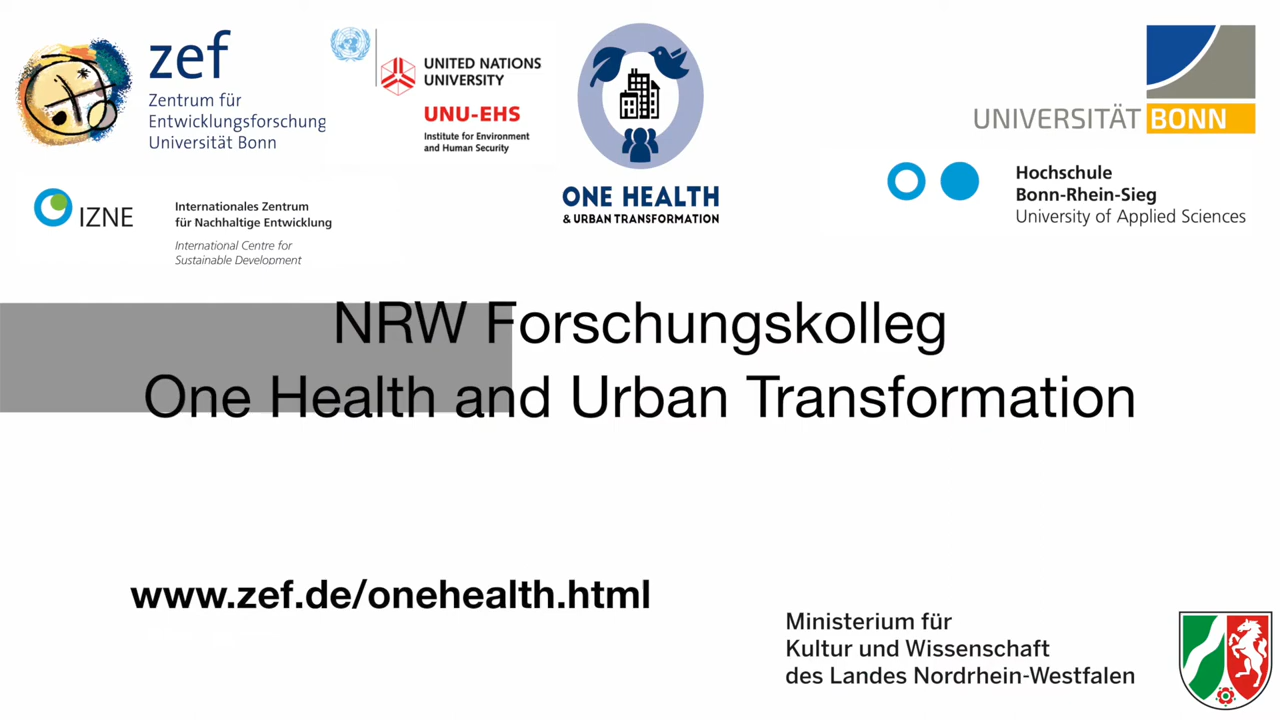 zef
Zentrum für
Entwicklungsforschung
Universität Bonn
UNITED NATIONS
UNIVERSITY
UNU-EHS
Institute for Environment
and Human Security
ONE HEALTH
& URBAN TRANSFORMATION
UNIVERSITÄT BONN
IZNE
Internationales Zentrum
für Nachhaltige Entwicklung
International Centre for
Sustainable Development
Hochschule
Bonn-Rhein-Sieg
University of Applied Sciences
NRW Forschungskolleg
One Health and Urban Transformation
www.zef.de/onehealth.html
Ministerium für
Kultur und Wissenschaft
des Landes Nordrhein-Westfalen